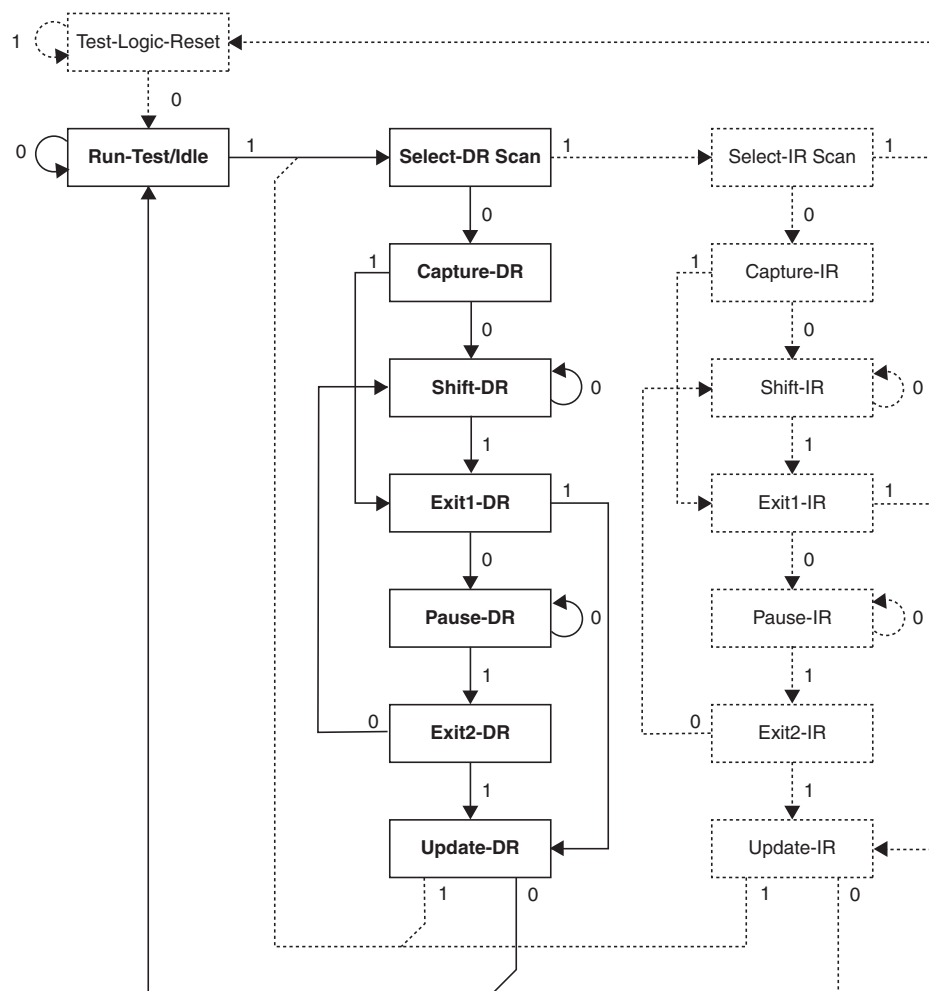 1
Test-Logic-Reset
0
0
Run-Test/Idle
1
Select-DR Scan
1
Select-IR Scan
1
0
0
1
Capture-DR
1
Capture-IR
0
0
Shift-DR
0
Shift-IR
0
1
1
Exit1-DR
1
Exit1-IR
1
0
0
Pause-DR
0
Pause-IR
0
1
1
0
Exit2-DR
0
Exit2-IR
1
1
Update-DR
Update-IR
1
0
1
0